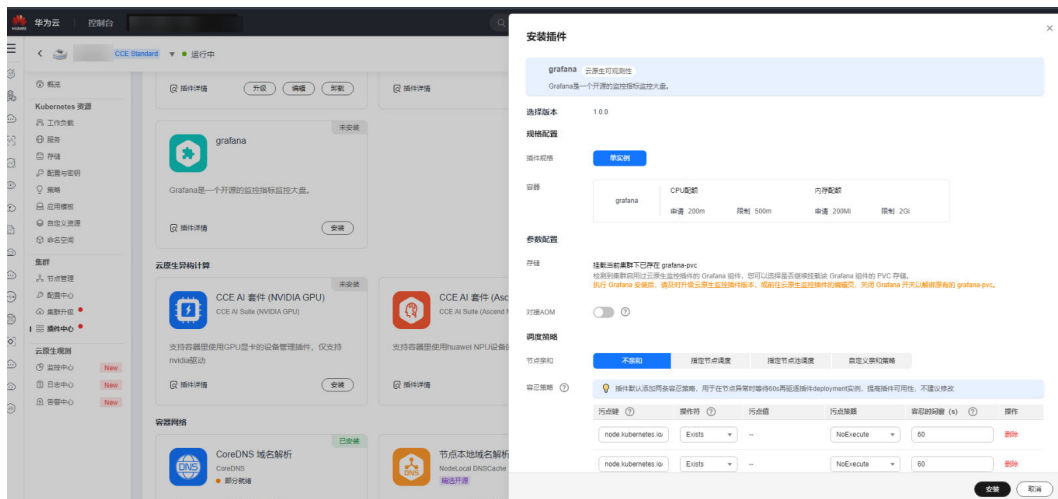 HUAWEI
华为云
控制台
CCE Standard
运行中
概览
Kubernetes 资源
工作负载
服务
存储
配置与密钥
策略
应用模板
自定义资源
命名空间
集群
节点管理
配置中心
集群升级
插件中心
云原生观测
监控中心 New
日志中心 New
告警中心 New
插件详情 升级 编辑 卸载
插件详情
未安装
grafana
Grafana是一个开源的监控指标监控大盘。
插件详情 安装
云原生异构计算
未安装
CCE AI 套件 (NVIDIA GPU)
CCE AI Suite (NVIDIA GPU)
支持容器里使用GPU显卡的设备管理插件，仅支持
nvidia驱动
插件详情 安装
CCE AI 套件 (Asc
CCE AI Suite (Ascend
支持容器里使用huawei NPU设备
插件详情
容器网络
已安装
CoreDNS 域名解析
CoreDNS
部分就绪
DNS
节点本地域名解析
NodeLocal DNSCache
精选开源
DNS
安装插件
grafana 云原生可观测性
Grafana是一个开源的监控指标监控大盘。
选择版本 1.0.0
规格配置
插件规格 单实例
容器
CPU配额 内存配额
grafana
申请 200m 限制 500m 申请 200Mi 限制 2Gi
参数配置
存储 挂载当前集群下已存在 grafana-pvc
检测到集群启用过云原生监控插件的 Grafana 组件，您可以选择是否继续挂载该 Grafana 组件的 PVC 存储。
执行 Grafana 安装后，请及时升级云原生监控插件版本，或前往云原生监控插件的编辑页，关闭 Grafana 开关以解绑原有的 grafana-pvc。
对接AOM
调度策略
节点亲和 不亲和 指定节点调度 指定节点池调度 自定义亲和策略
容忍策略 插件默认添加两条容忍策略，用于在节点异常时等待60s再驱逐插件deployment实例，提高插件可用性，不建议修改
污点键 操作符 污点值 污点策略 容忍时间窗 (s) 操作
node.kubernetes.io/ Exists -- NoExecute 60 删除
node.kubernetes.io/ Exists -- NoExecute 60 删除
安装 取消